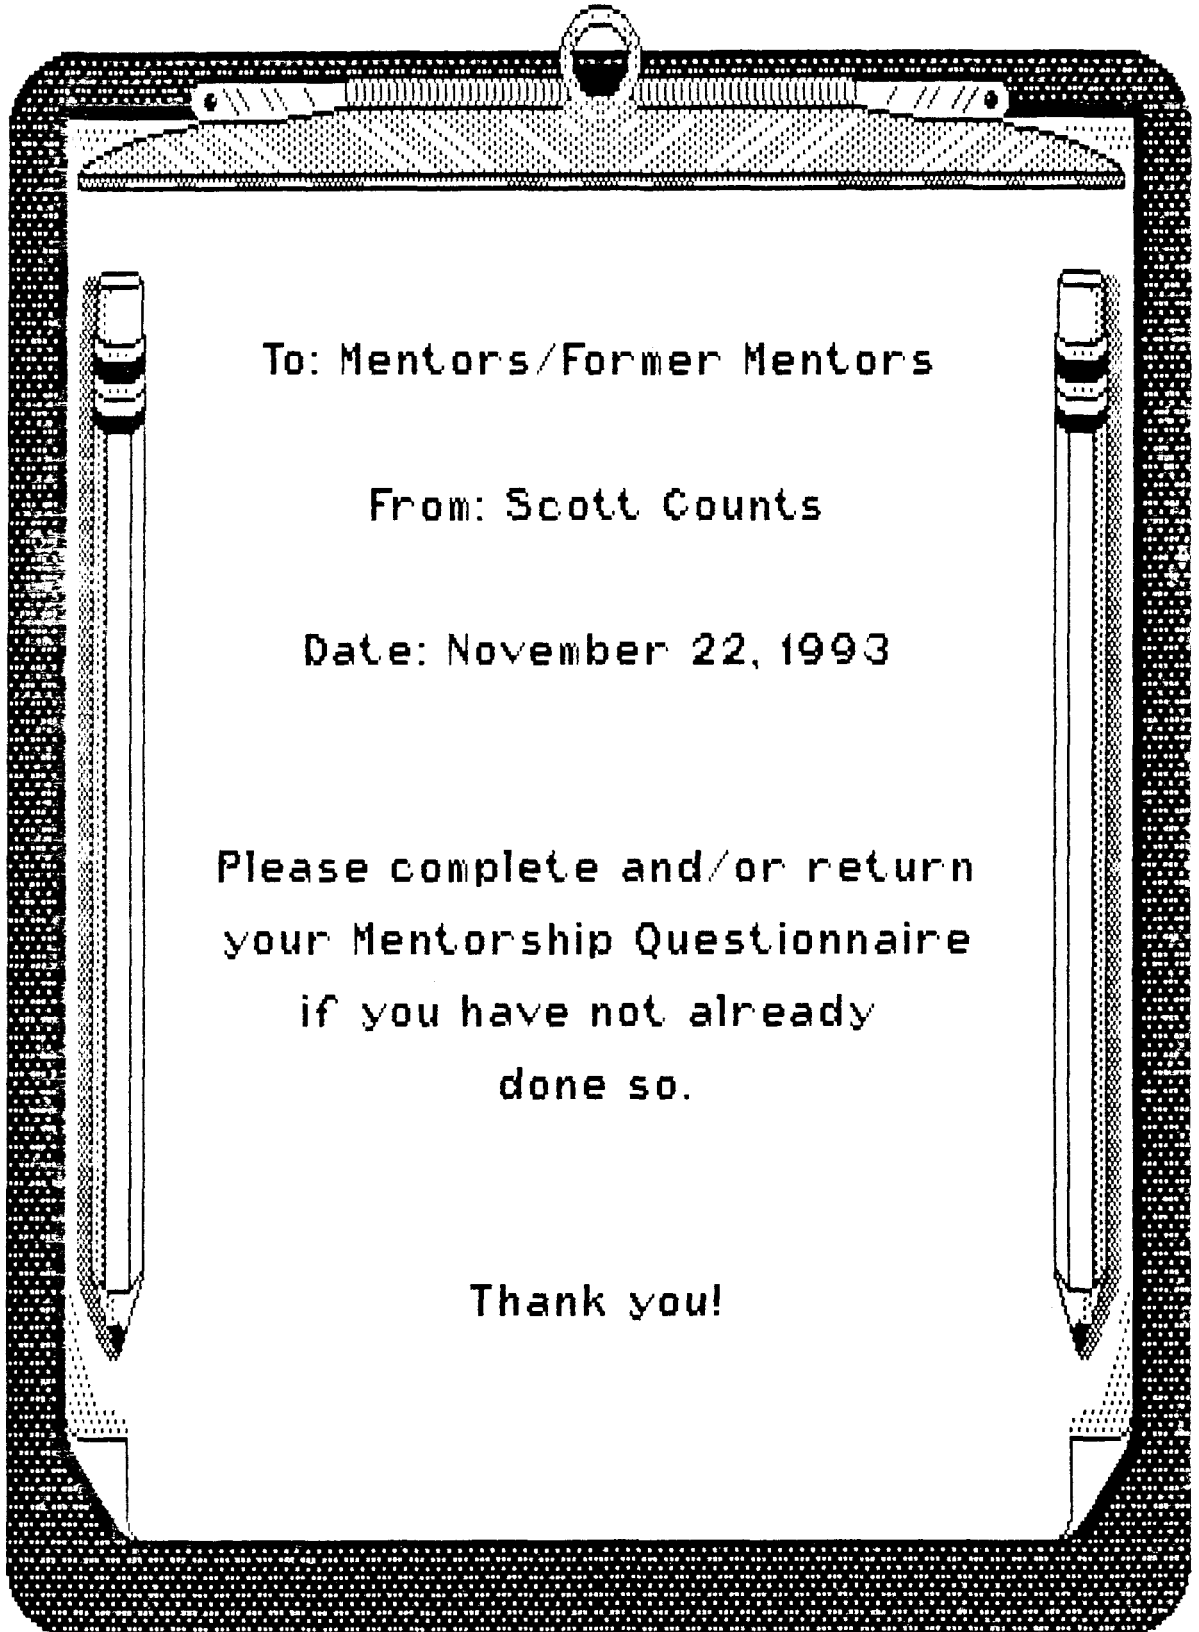 To: Mentors/Former Mentors
From: Scott Counts
Date: November 22, 1993
Please complete and/or return
your Mentorship Questionnaire
if you have not already
done so.
Thank you!